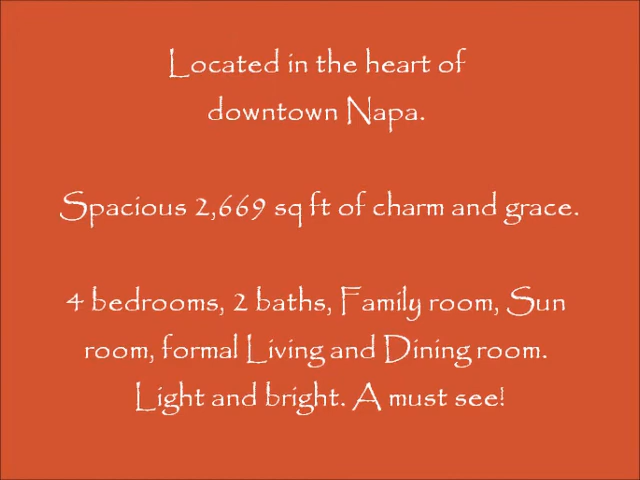 Located in the heart of
downtown Napa.
Spacious 2,669 sq ft of charm and grace.
4 bedrooms, 2 baths, Family room, Sun
room, formal Living and Dining room.
Light and bright. A must see!